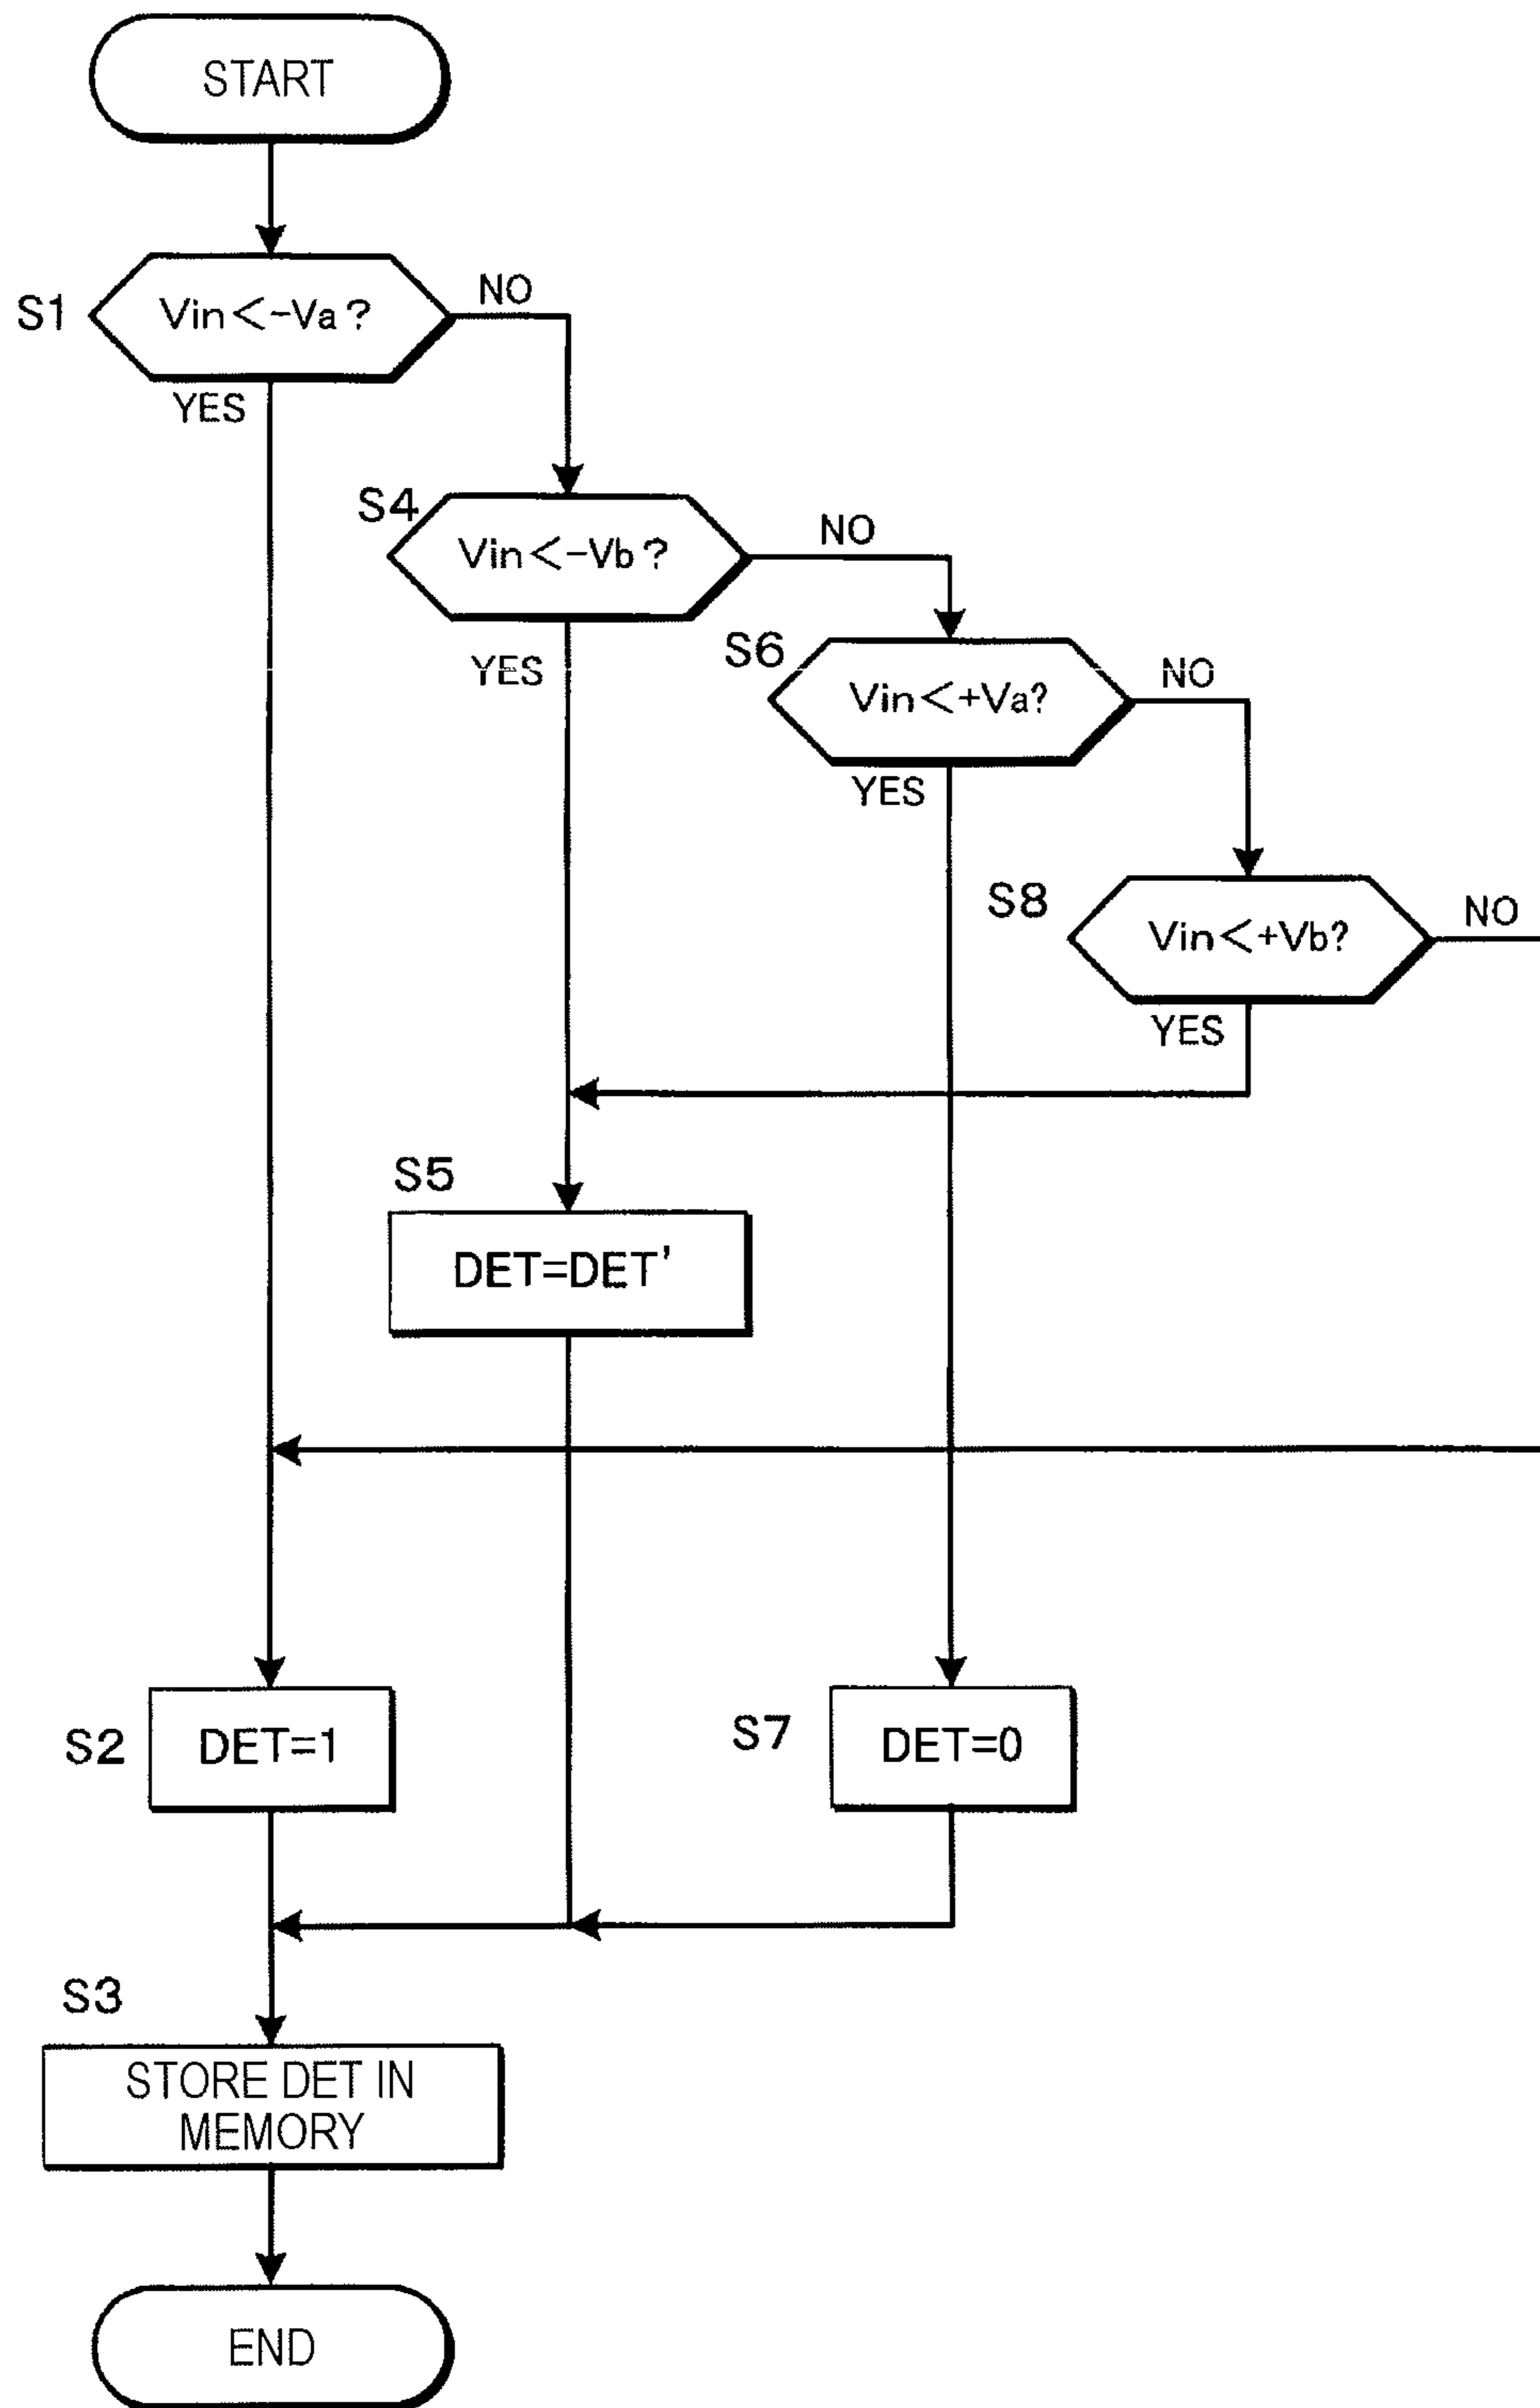 START
S1
Vin<-Va?
NO
YES
S4
Vin<-Vb?
NO
YES
S6
Vin<+Va?
NO
YES
S8
Vin<+Vb?
NO
YES
S5
DET=DET'
S2
DET=1
S7
DET=0
S3
STORE DET IN
MEMORY
END